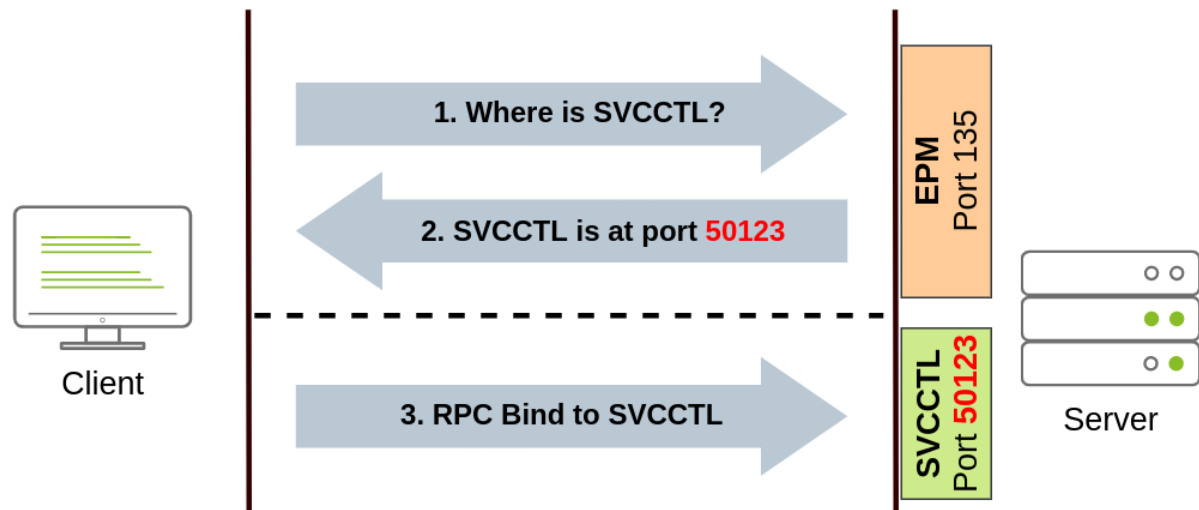 1. Where is SVCCTL?
EPM
Port 135
2. SVCCTL is at port 50123
Client
3. RPC Bind to SVCCTL
SVCCTL
Port 50123
Server